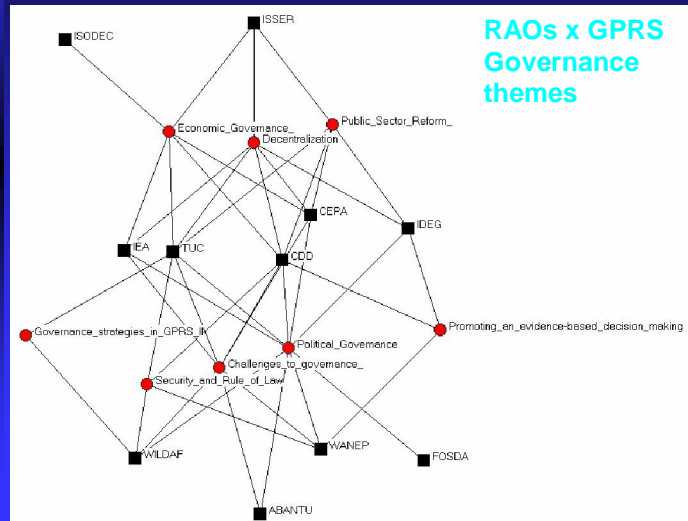 RAOs x GPRS
Governance
themes
ISSER
ISODEC
Economic_Governance_
Public_Sector_Reform_
Decentralization
CEPA
IDEG
IEA
TUC
CDD
Governance_strategies_in_GPRS_II
Promoting_an_evidence-based_decision_making
Political_Governance
Challenges_to_governance_
Security_and_Rule_of_Law
WILDAF
WANEP
FOSDA
ABANTU